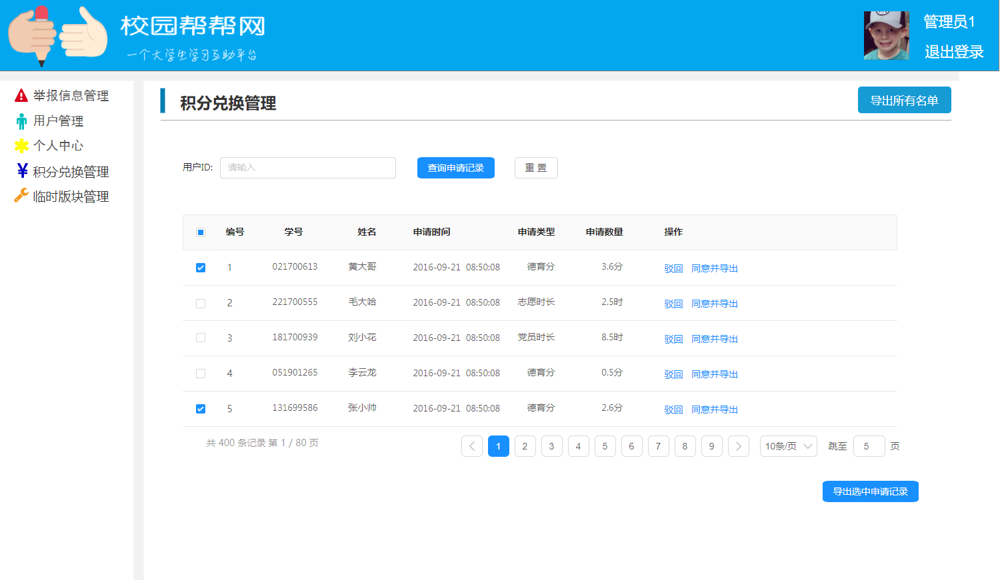 校园帮帮网
一个大学生学习互助平台
管理员1
退出登录
举报信息管理
用户管理
个人中心
积分兑换管理
临时版块管理
积分兑换管理
导出所有名单
用户ID: 请输入 查询申请记录 重 置
编号 学号 姓名 申请时间 申请类型 申请数量 操作
1 021700613 黄大哥 2016-09-21 08:50:08 德育分 3.6分 驳回 同意并导出
2 221700555 毛大哈 2016-09-21 08:50:08 志愿时长 2.5时 驳回 同意并导出
3 181700939 刘小花 2016-09-21 08:50:08 党员时长 8.5时 驳回 同意并导出
4 051901265 李云龙 2016-09-21 08:50:08 德育分 0.5分 驳回 同意并导出
5 131699586 张小帅 2016-09-21 08:50:08 德育分 2.6分 驳回 同意并导出
共 400 条记录 第 1 / 80 页 1 2 3 4 5 6 7 8 9 10条/页 跳至 5 页
导出选中申请记录